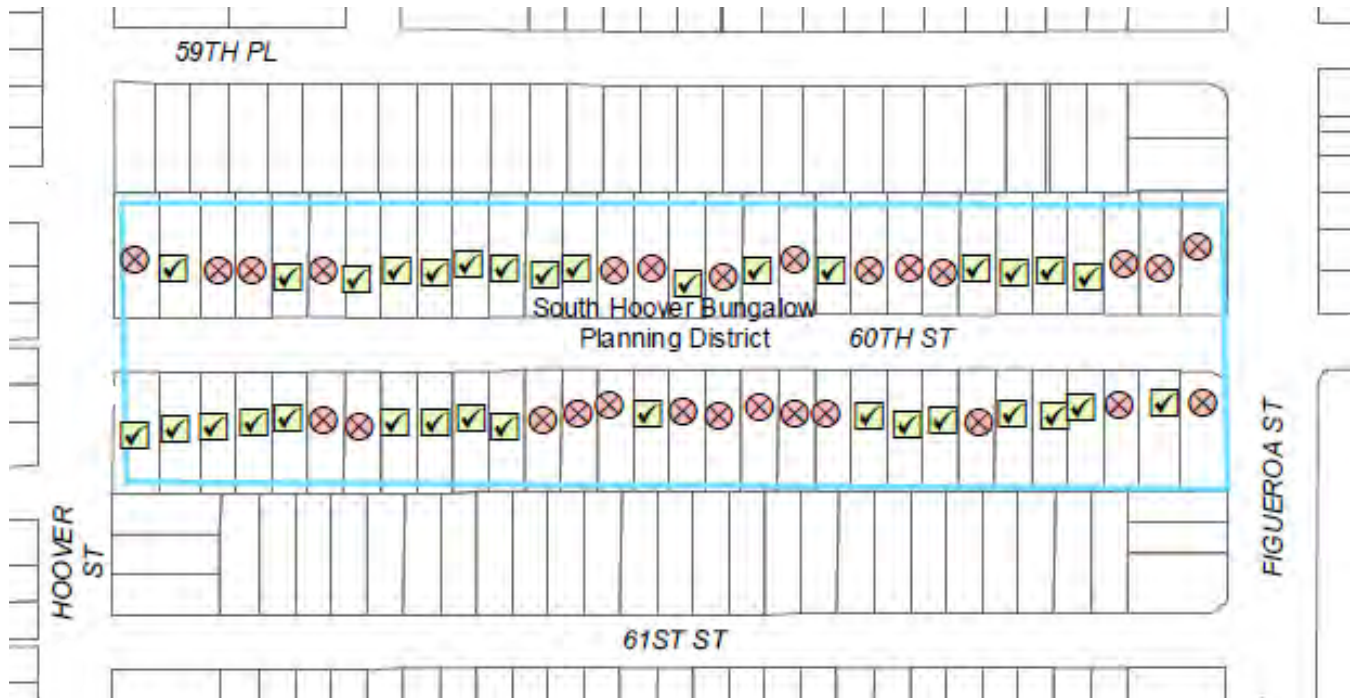 59TH PL
South Hoover Bungalow
Planning District
60TH ST
HOOVER
ST
FIGUEROA ST
61ST ST